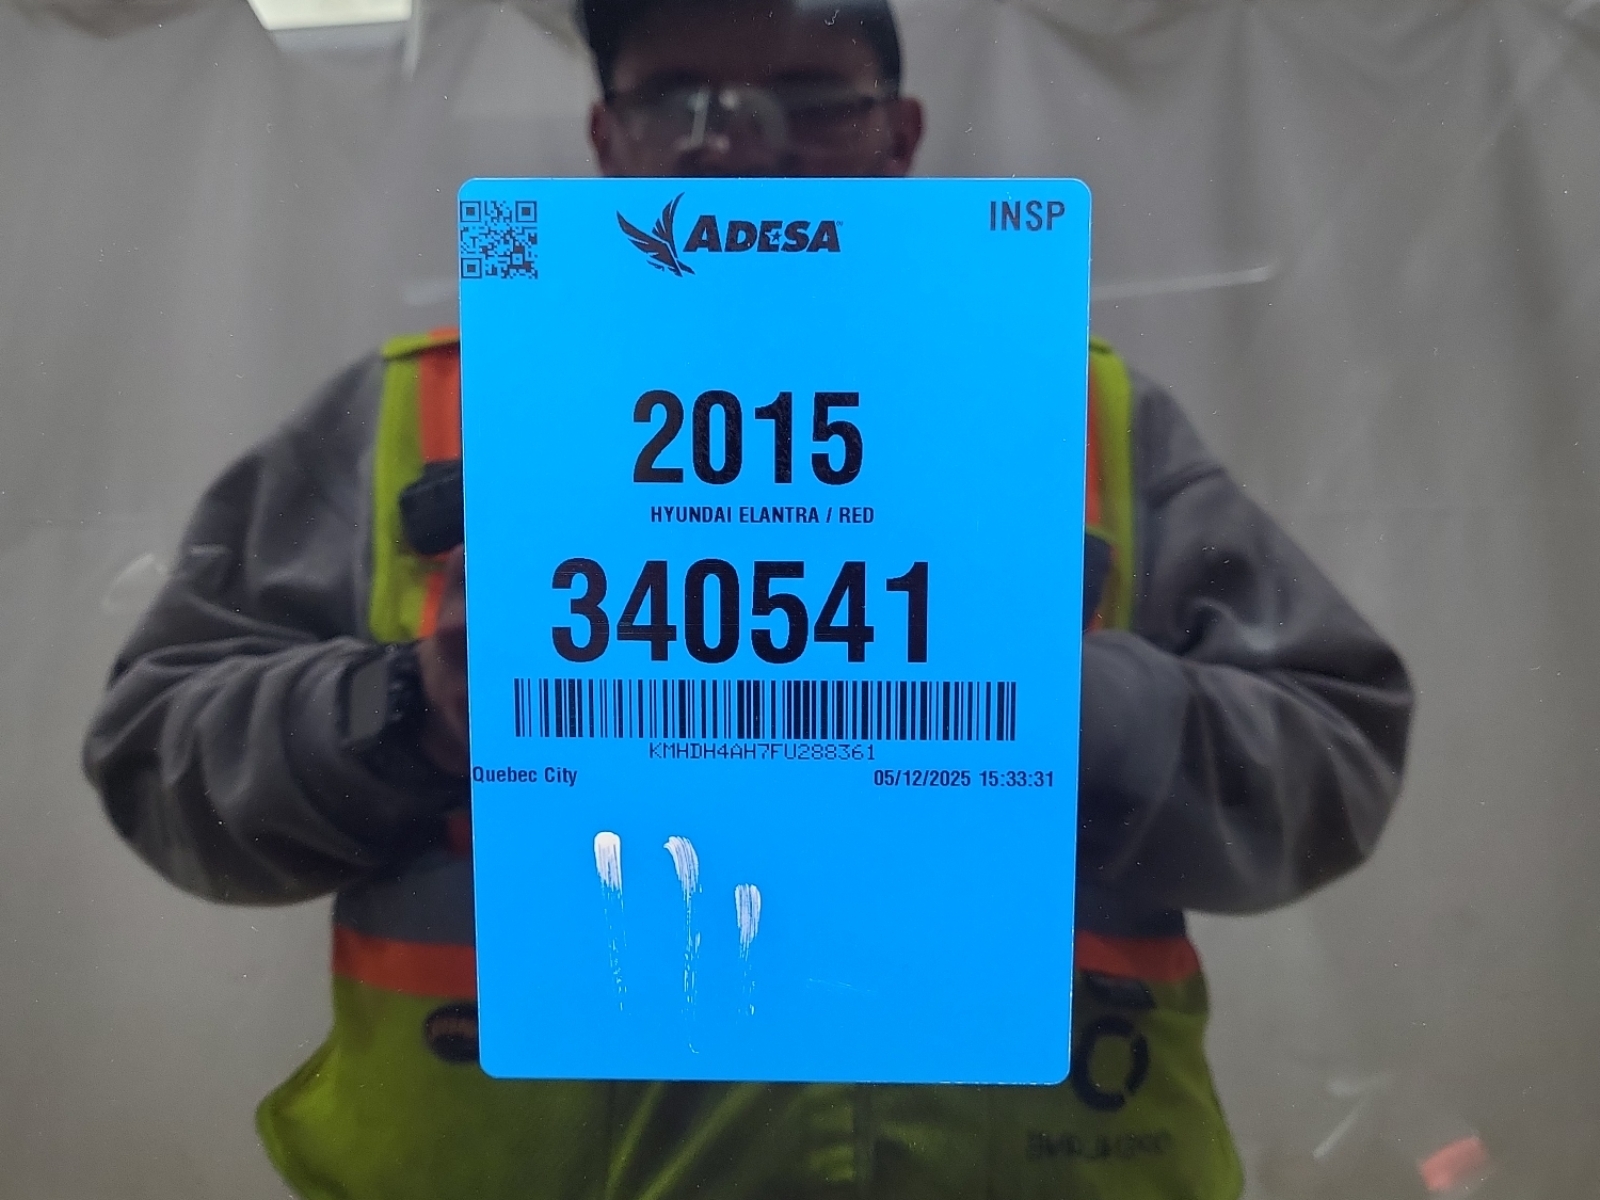 ADESA
INSP
2015
HYUNDAI ELANTRA / RED
340541
KMHDH4AH7FU288361
Quebec City
05/12/2025 15:33:31